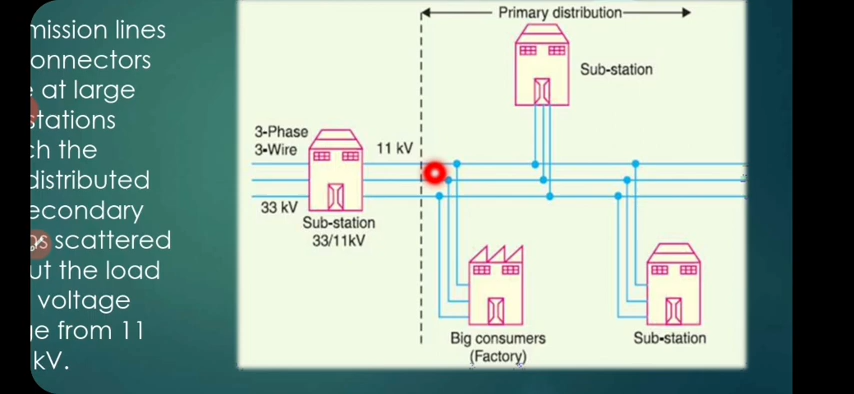 mission lines
onnectors
at large
stations
ch the
distributed
econdary
scattered
ut the load
voltage
ge from 11
kV.
Primary distribution
Sub-station
3-Phase
3-Wire
11 kV
33 kV
Sub-station
33/11kV
Big consumers
(Factory)
Sub-station